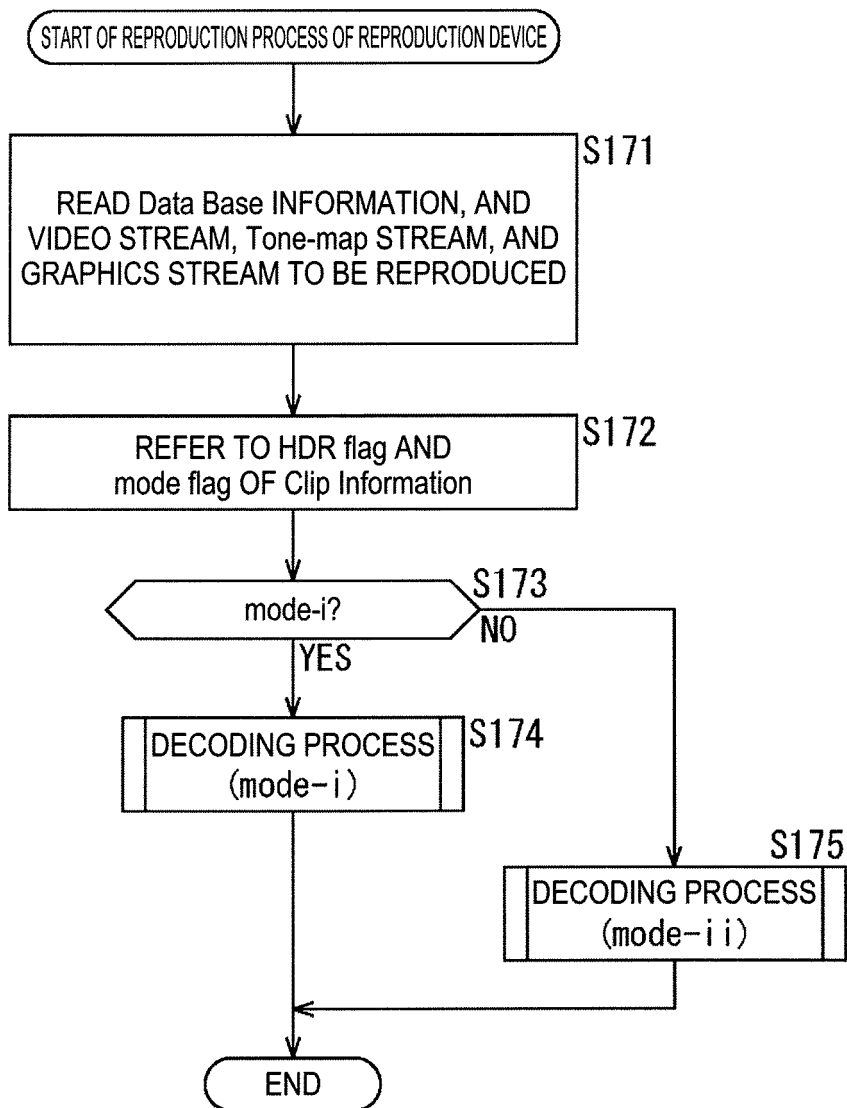 START OF REPRODUCTION PROCESS OF REPRODUCTION DEVICE
S171
READ Data Base INFORMATION, AND
VIDEO STREAM, Tone-map STREAM, AND
GRAPHICS STREAM TO BE REPRODUCED
S172
REFER TO HDR flag AND
mode flag OF Clip Information
S173
mode-i?
NO
YES
S174
DECODING PROCESS
(mode-i)
S175
DECODING PROCESS
(mode-ii)
END